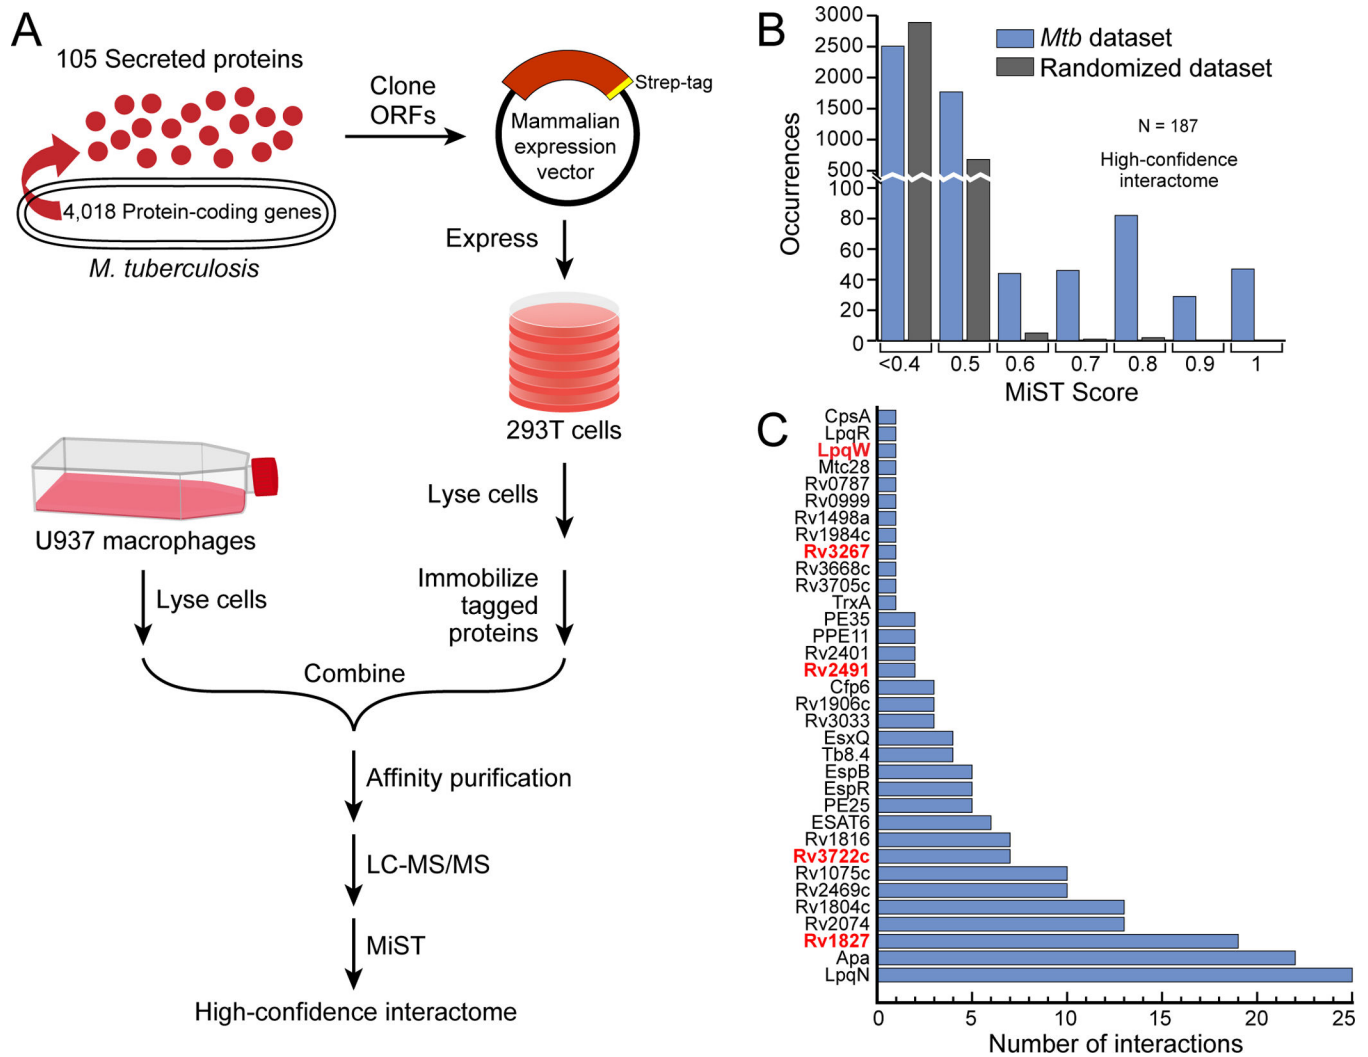 A
105 Secreted proteins
4,018 Protein-coding genes
M. tuberculosis
Clone
ORFs
Strep-tag
Mammalian
expression
vector
Express
293T cells
U937 macrophages
Lyse cells
Lyse cells
Immobilize
tagged
proteins
Combine
Affinity purification
LC-MS/MS
MiST
High-confidence interactome
B
Mtb dataset
Randomized dataset
N = 187
High-confidence
interactome
Occurrences
3000
2500
2000
1500
1000
500
100
80
60
40
20
0
<0.4 0.5 0.6 0.7 0.8 0.9 1
MiST Score
C
CpsA
LpqR
LpqW
Mtc28
Rv0787
Rv0999
Rv1498a
Rv1984c
Rv3267
Rv3668c
Rv3705c
TrxA
PE35
PPE11
Rv2401
Rv2491
Cfp6
Rv1906c
Rv3033
EsxQ
Tb8.4
EspB
EspR
PE25
ESAT6
Rv1816
Rv3722c
Rv1075c
Rv2469c
Rv1804c
Rv2074
Rv1827
Apa
LpqN
0 5 10 15 20 25
Number of interactions